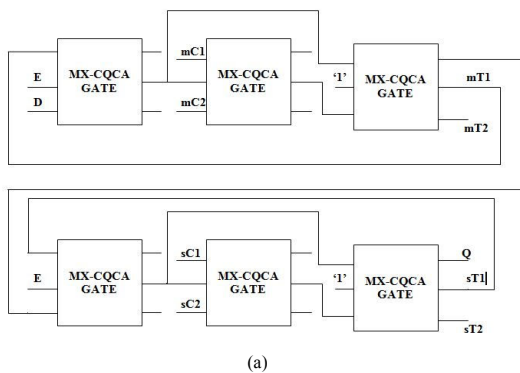 mC1
E
D
MX-CQCA
GATE
mC2
MX-CQCA
GATE
‘1’
MX-CQCA
GATE
mT1
mT2
E
MX-CQCA
GATE
sC1
sC2
MX-CQCA
GATE
‘1’
MX-CQCA
GATE
Q
sT1
sT2
(a)